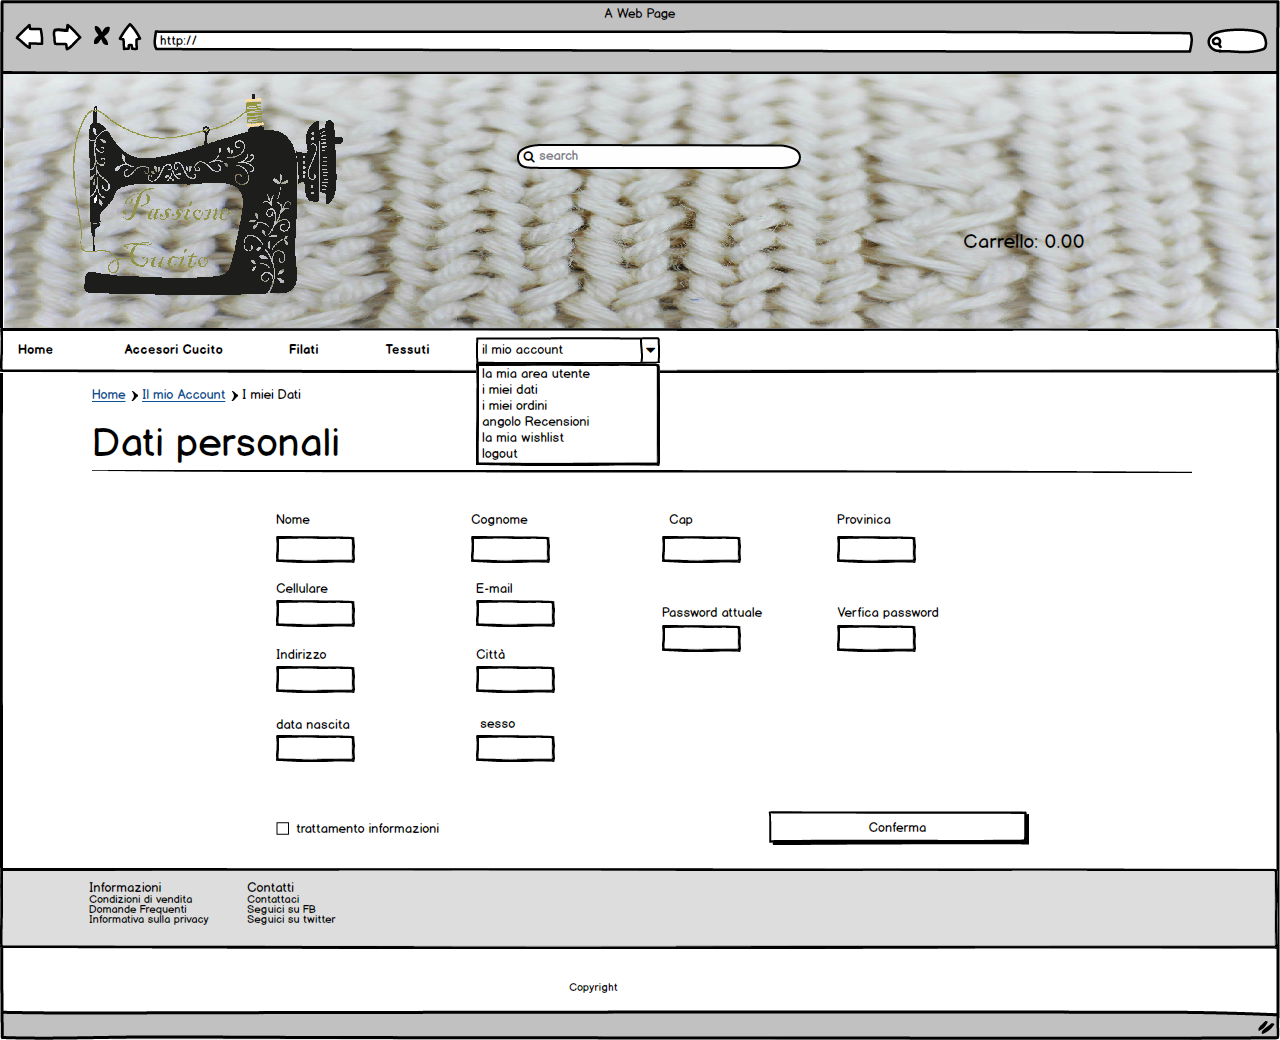 A Web Page
http://
search
Passione
Cucito
Carrello: 0.00
Home
Accesori Cucito
Filati
Tessuti
il mio account
la mia area utente
i miei dati
i miei ordini
angolo Recensioni
la mia wishlist
logout
Home Il mio Account I miei Dati
Dati personali
Nome
Cognome
Cap
Provinica
Cellulare
E-mail
Password attuale
Verfica password
Indirizzo
Città
data nascita
sesso
trattamento informazioni
Conferma
Informazioni
Condizioni di vendita
Domande Frequenti
Informativa sulla privacy
Contatti
Contattaci
Seguici su FB
Seguici su twitter
Copyright